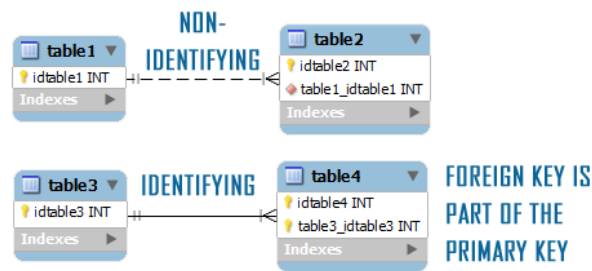 NON-
IDENTIFYING
table1
idtable1 INT
Indexes
table2
idtable2 INT
table1_idtable1 INT
Indexes
table3
idtable3 INT
Indexes
IDENTIFYING
table4
idtable4 INT
table3_idtable3 INT
Indexes
FOREIGN KEY IS
PART OF THE
PRIMARY KEY